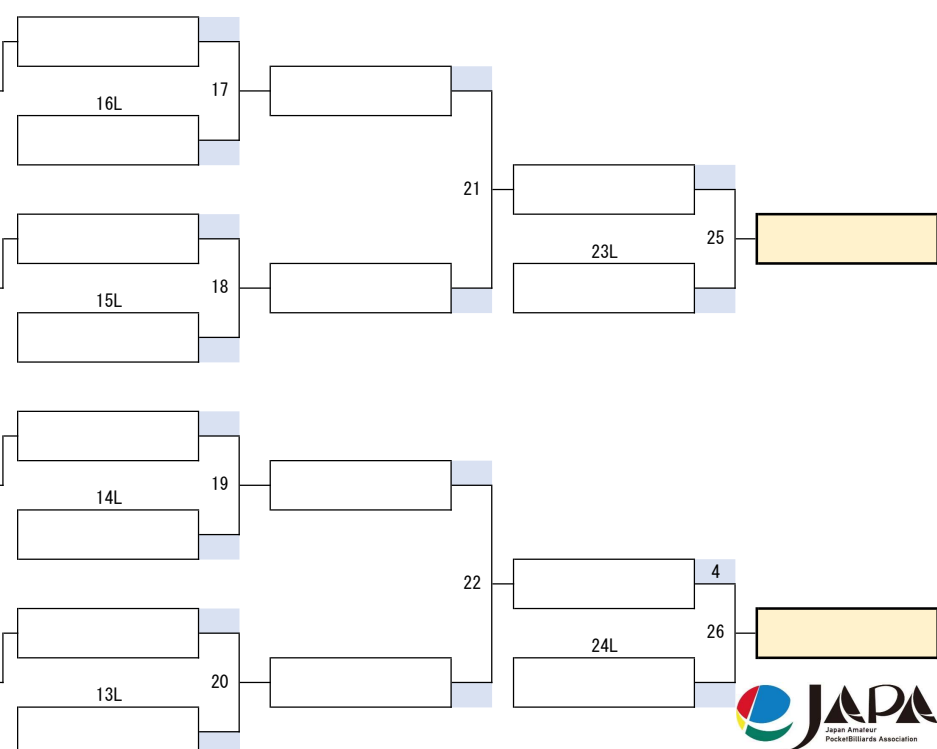 17
16L
21
25
23L
18
15L
19
14L
4
22
26
24L
20
13L
JAPA
Japan Amateur
PocketBilliards Association